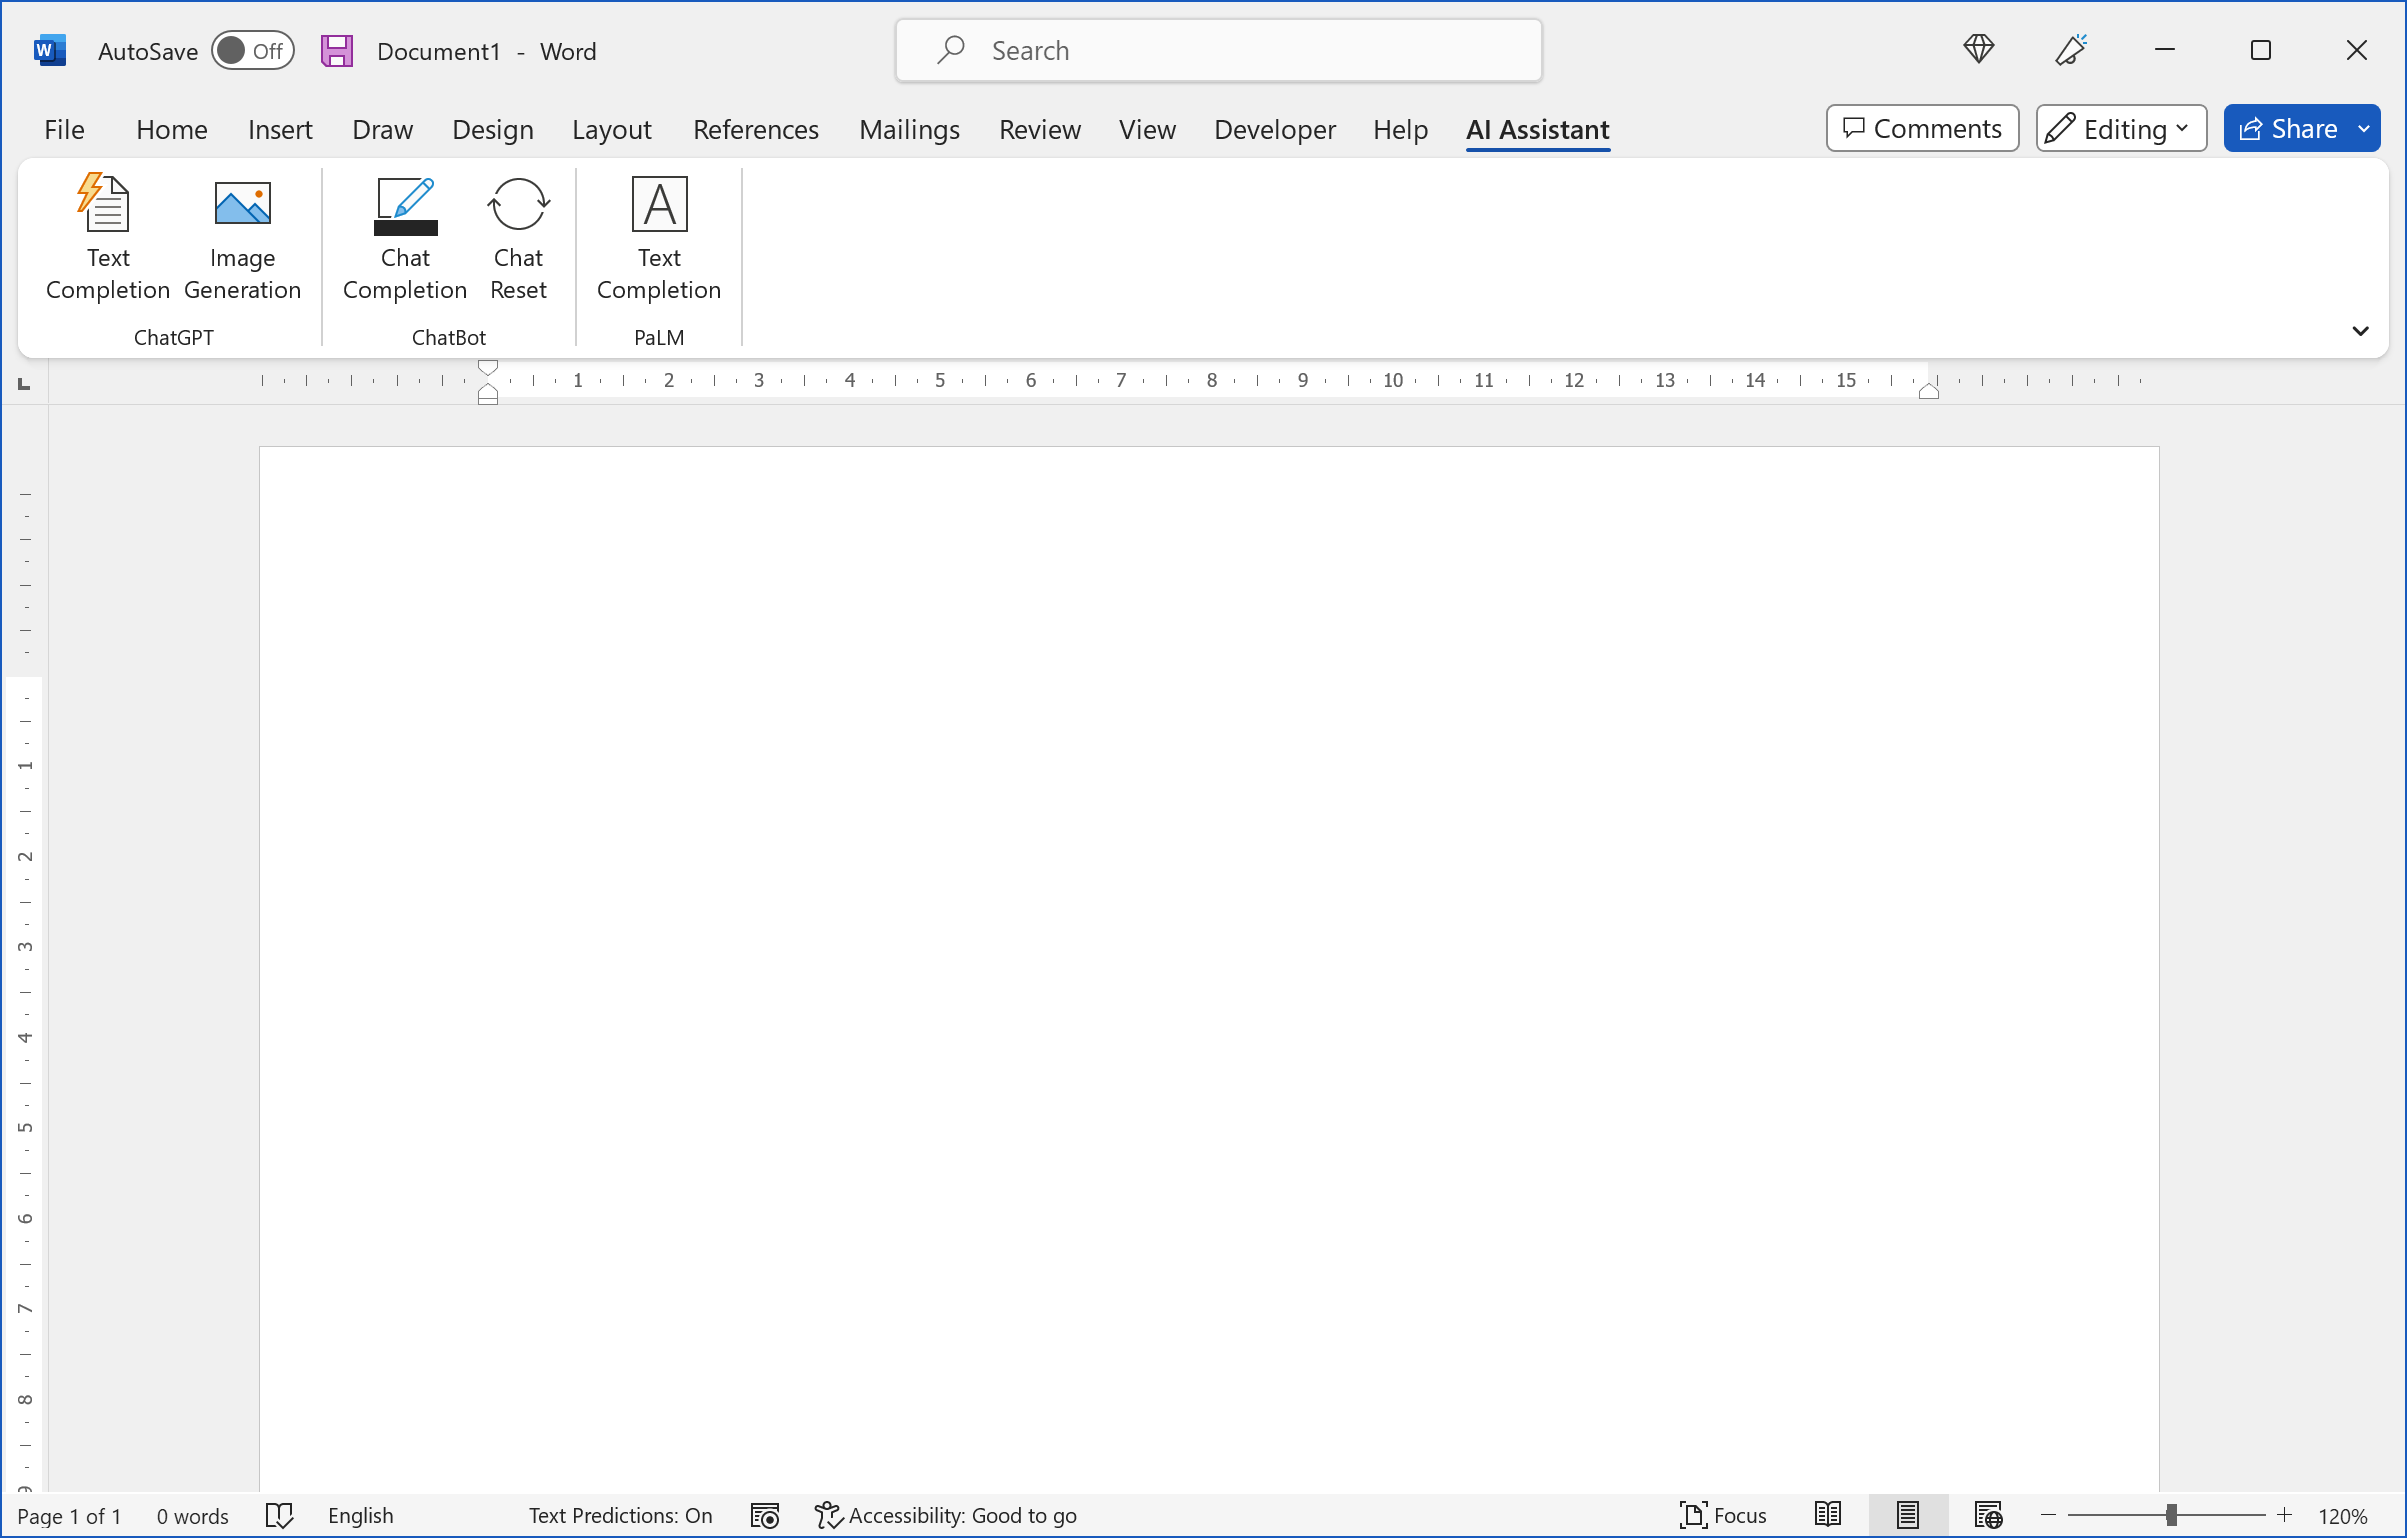 W AutoSave Off Document1 - Word Search
File Home Insert Draw Design Layout References Mailings Review View Developer Help AI Assistant Comments Editing Share
Text Image Chat Chat A Text
Completion Generation Completion Reset Completion
ChatGPT ChatBot PaLM
1 2 3 4 5 6 7 8 9 10 11 12 13 14 15
1
2
3
4
5
6
7
8
9
Page 1 of 1 0 words English Text Predictions: On Accessibility: Good to go Focus 120%